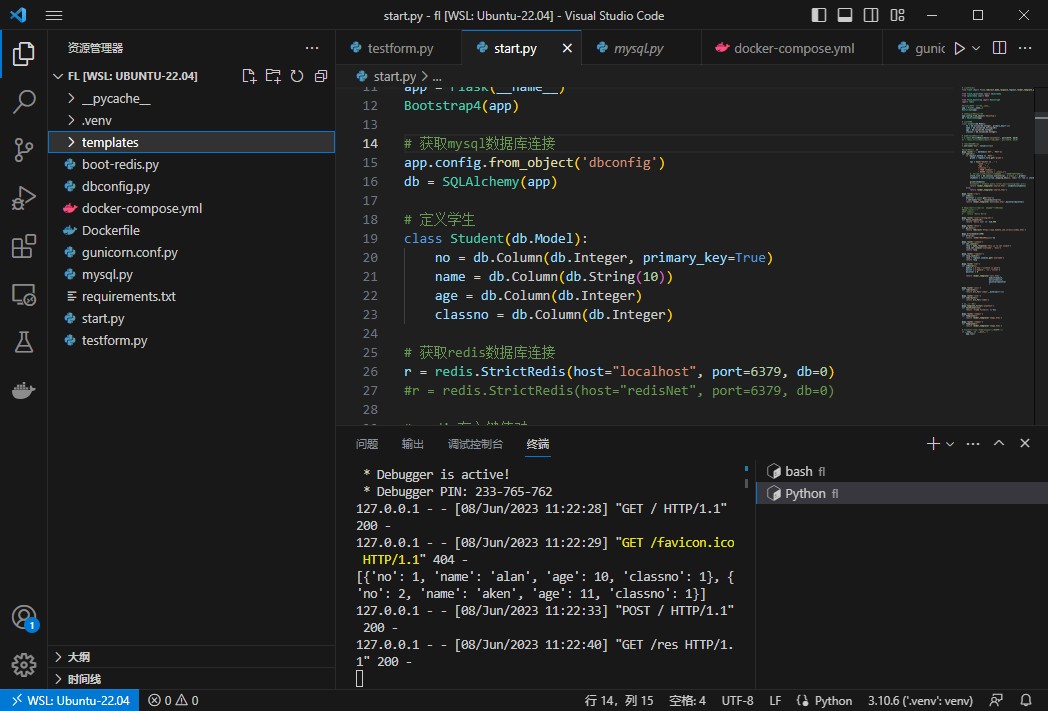 start.py - fl [WSL: Ubuntu-22.04] - Visual Studio Code
资源管理器
FL [WSL: UBUNTU-22.04]
__pycache__
.venv
templates
boot-redis.py
dbconfig.py
docker-compose.yml
Dockerfile
gunicorn.conf.py
mysql.py
requirements.txt
start.py
testform.py
大纲
时间线
1
testform.py
start.py
mysql.py
docker-compose.yml
gunic
start.py > ...
11 app = Flask(__name__)
12 Bootstrap4(app)
13
14 # 获取mysql数据库连接
15 app.config.from_object('dbconfig')
16 db = SQLAlchemy(app)
17
18 # 定义学生
19 class Student(db.Model):
20 no = db.Column(db.Integer, primary_key=True)
21 name = db.Column(db.String(10))
22 age = db.Column(db.Integer)
23 classno = db.Column(db.Integer)
24
25 # 获取redis数据库连接
26 r = redis.StrictRedis(host="localhost", port=6379, db=0)
27 #r = redis.StrictRedis(host="redisNet", port=6379, db=0)
28
问题 输出 调试控制台 终端
* Debugger is active!
* Debugger PIN: 233-765-762
127.0.0.1 - - [08/Jun/2023 11:22:28] "GET / HTTP/1.1"
200 -
127.0.0.1 - - [08/Jun/2023 11:22:29] "GET /favicon.ico
HTTP/1.1" 404 -
[{'no': 1, 'name': 'alan', 'age': 10, 'classno': 1}, {
'no': 2, 'name': 'aken', 'age': 11, 'classno': 1}]
127.0.0.1 - - [08/Jun/2023 11:22:33] "POST / HTTP/1.1"
200 -
127.0.0.1 - - [08/Jun/2023 11:22:40] "GET /res HTTP/1.
1" 200 -
bash fl
Python fl
WSL: Ubuntu-22.04
0 0
行 14，列 15
空格: 4
UTF-8
LF
Python
3.10.6 ('.venv': venv)